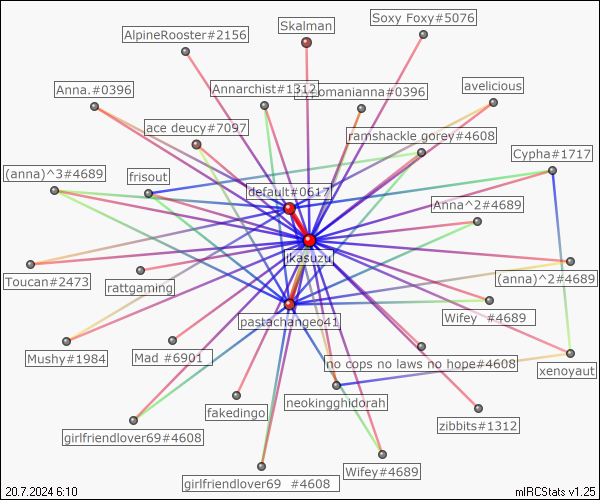 Soxy Foxy#5076
Skalman
AlpineRooster#2156
Anna.#0396
Annarchist#1312
omanianna#0396
avelicious
ace deucy#7097
ramshackle gorey#4608
Cypha#1717
(anna)^3#4689
frisout
default#0617
Anna^2#4689
ikasuzu
Toucan#2473
rattgaming
(anna)^2#4689
pastachangeo41
Wifey #4689
Mushy#1984
Mad #6901
no cops no laws no hope#4608
xenoyaut
fakedingo
neokingghidorah
zibbits#1312
girlfriendlover69#4608
girlfriendlover69 #4608
Wifey#4689
20.7.2024 6:10
mIRCStats v1.25